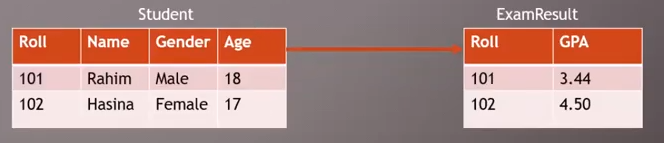 Student ExamResult
Roll Name Gender Age Roll GPA
101 Rahim Male 18 101 3.44
102 Hasina Female 17 102 4.50